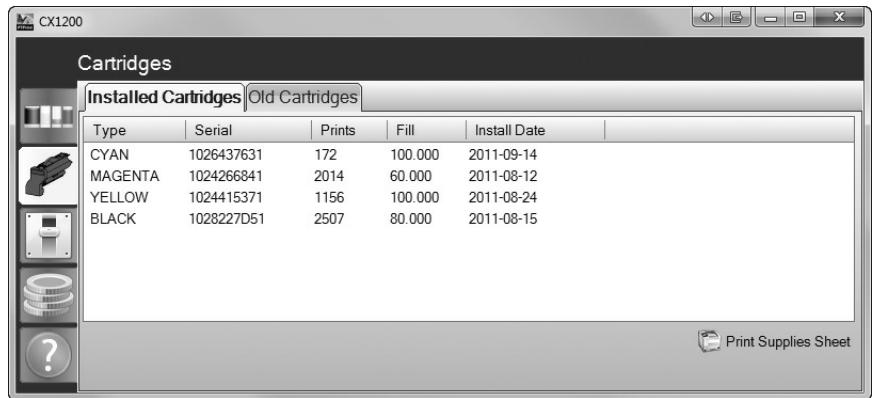 CX1200
Cartridges
Installed Cartridges Old Cartridges
Type Serial Prints Fill Install Date
CYAN 1026437631 172 100.000 2011-09-14
MAGENTA 1024266841 2014 60.000 2011-08-12
YELLOW 1024415371 1156 100.000 2011-08-24
BLACK 1028227D51 2507 80.000 2011-08-15
?
Print Supplies Sheet